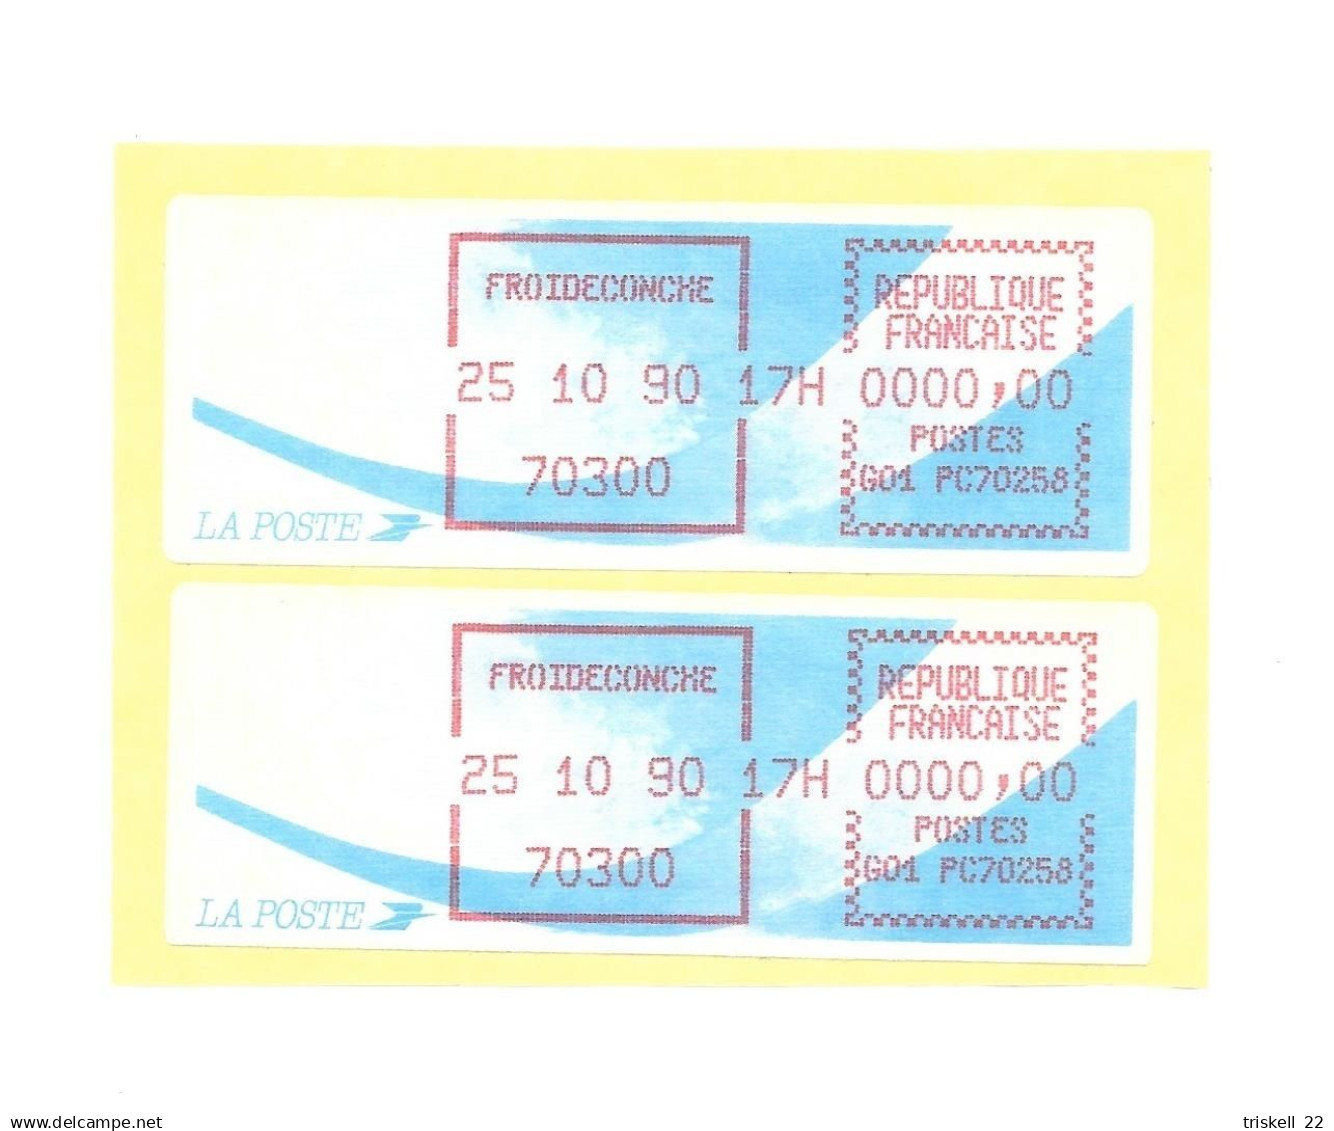 FROIDECONCHE
REPUBLIQUE
FRANCAISE
25 10 90 17H 0000,00
POSTES
70300
G01 PC70258
LA POSTE
FROIDECONCHE
REPUBLIQUE
FRANCAISE
25 10 90 17H 0000,00
POSTES
70300
G01 PC70258
LA POSTE
delcampe.net
triskell 22